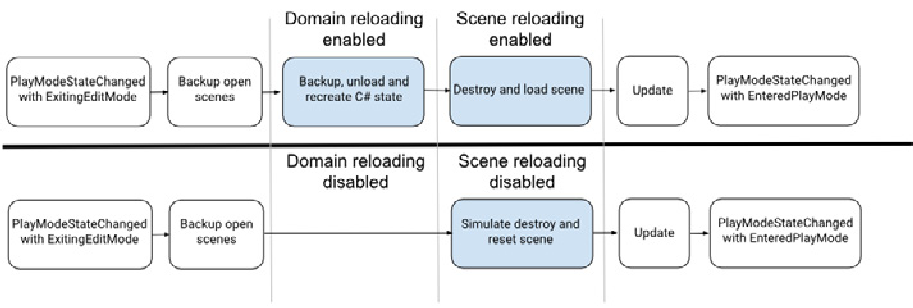 Domain reloading
enabled
Scene reloading
enabled
PlayModeStateChanged
with ExitingEditMode
Backup open
scenes
Backup, unload and
recreate C# state
Destroy and load scene
Update
PlayModeStateChanged
with EnteredPlayMode
Domain reloading
disabled
Scene reloading
disabled
PlayModeStateChanged
with ExitingEditMode
Backup open
scenes
Simulate destroy and
reset scene
Update
PlayModeStateChanged
with EnteredPlayMode